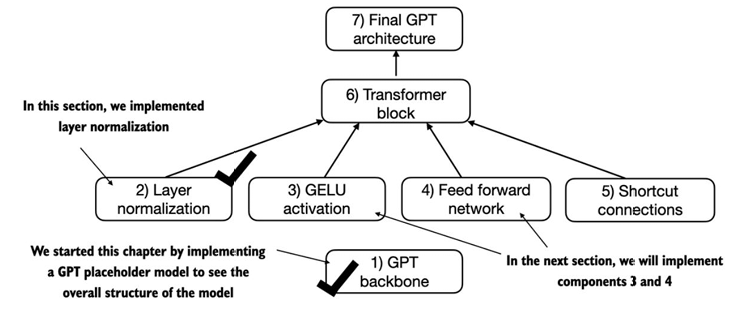 7) Final GPT
architecture
6) Transformer
block
In this section, we implemented
layer normalization
2) Layer
normalization
3) GELU
activation
4) Feed forward
network
5) Shortcut
connections
We started this chapter by implementing
a GPT placeholder model to see the
overall structure of the model
1) GPT
backbone
In the next section, we will implement
components 3 and 4